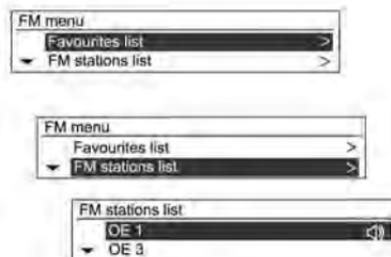 FM menu
Favourites list >
FM stations list >
FM menu
Favourites list >
FM stations list >
FM stations list
OE 1
OE 3